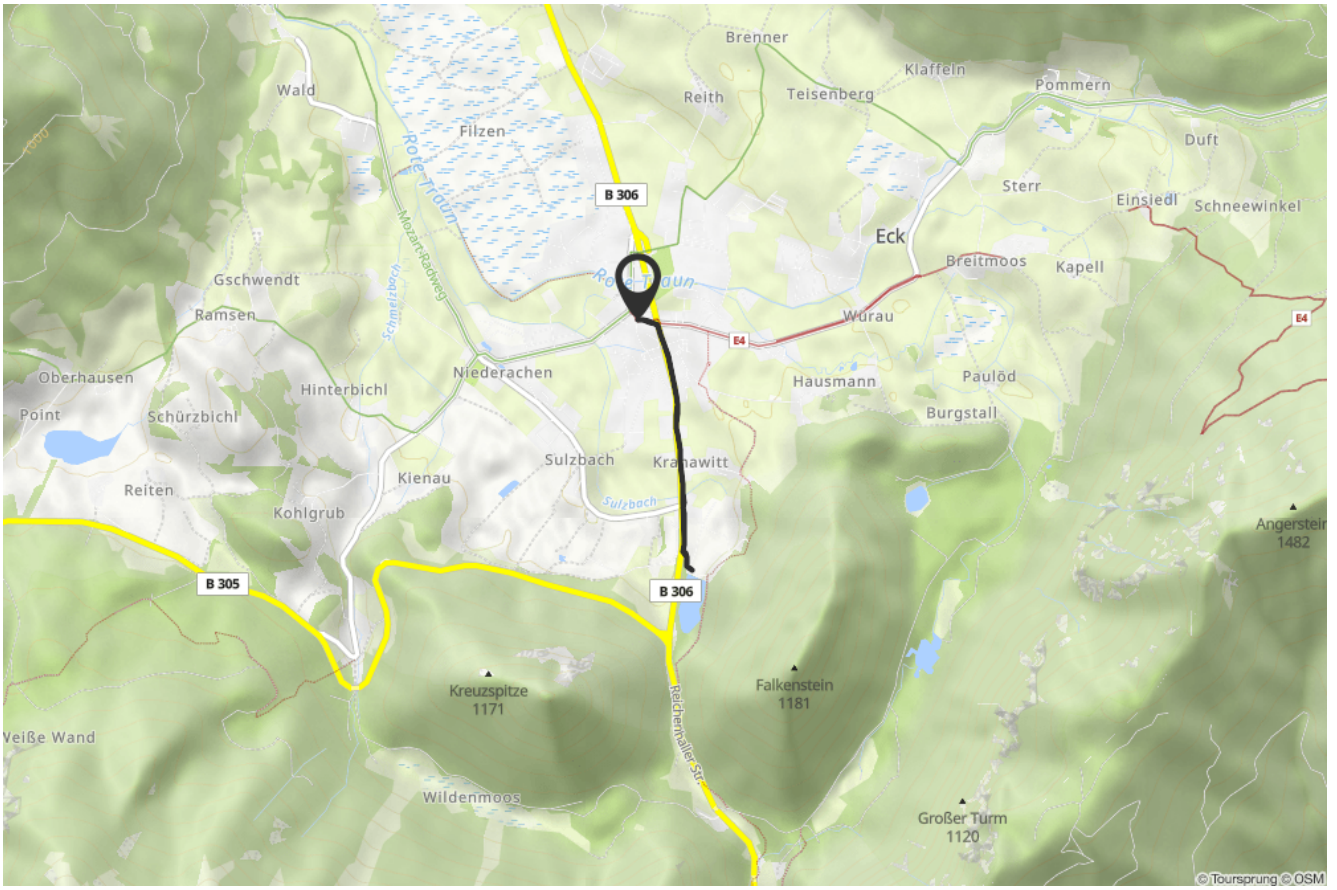 Brenner
Klaffeln
Pommern
Wald
Reith
Teisenberg
1000
Filzen
Duft
Rote Traun
B 306
Sterr
Einsiedl
Schneewinkel
Mozart-Radweg
Eck
Breitmoos
Kapell
Gschwendt
Schmelzbach
Rote Traun
Ramsen
Wurau
E4
E4
Niederachen
Oberhausen
Hinterbichl
Hausmann
Paulöd
Point
Schürzbichl
Burgstall
Sulzbach
Kranawitt
Reiten
Kienau
Sulzbach
Kohlgrub
Angerstein
1482
B 305
B 306
Kreuzspitze
1171
Falkenstein
1181
Weiße Wand
Reichenhaller Str.
Wildenmoos
Großer Turm
1120
© Toursprung © OSM